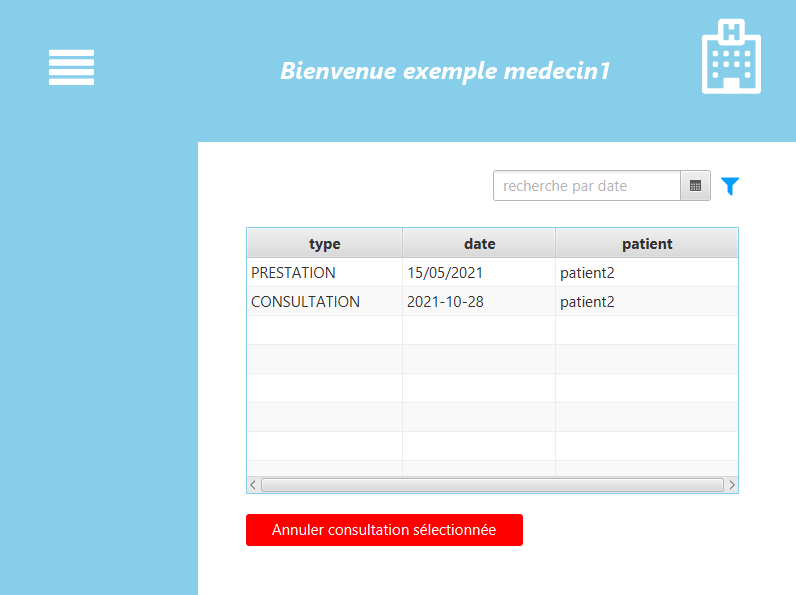 H
Bienvenue exemple medecin1
recherche par date
type date patient
PRESTATION 15/05/2021 patient2
CONSULTATION 2021-10-28 patient2
Annuler consultation sélectionnée